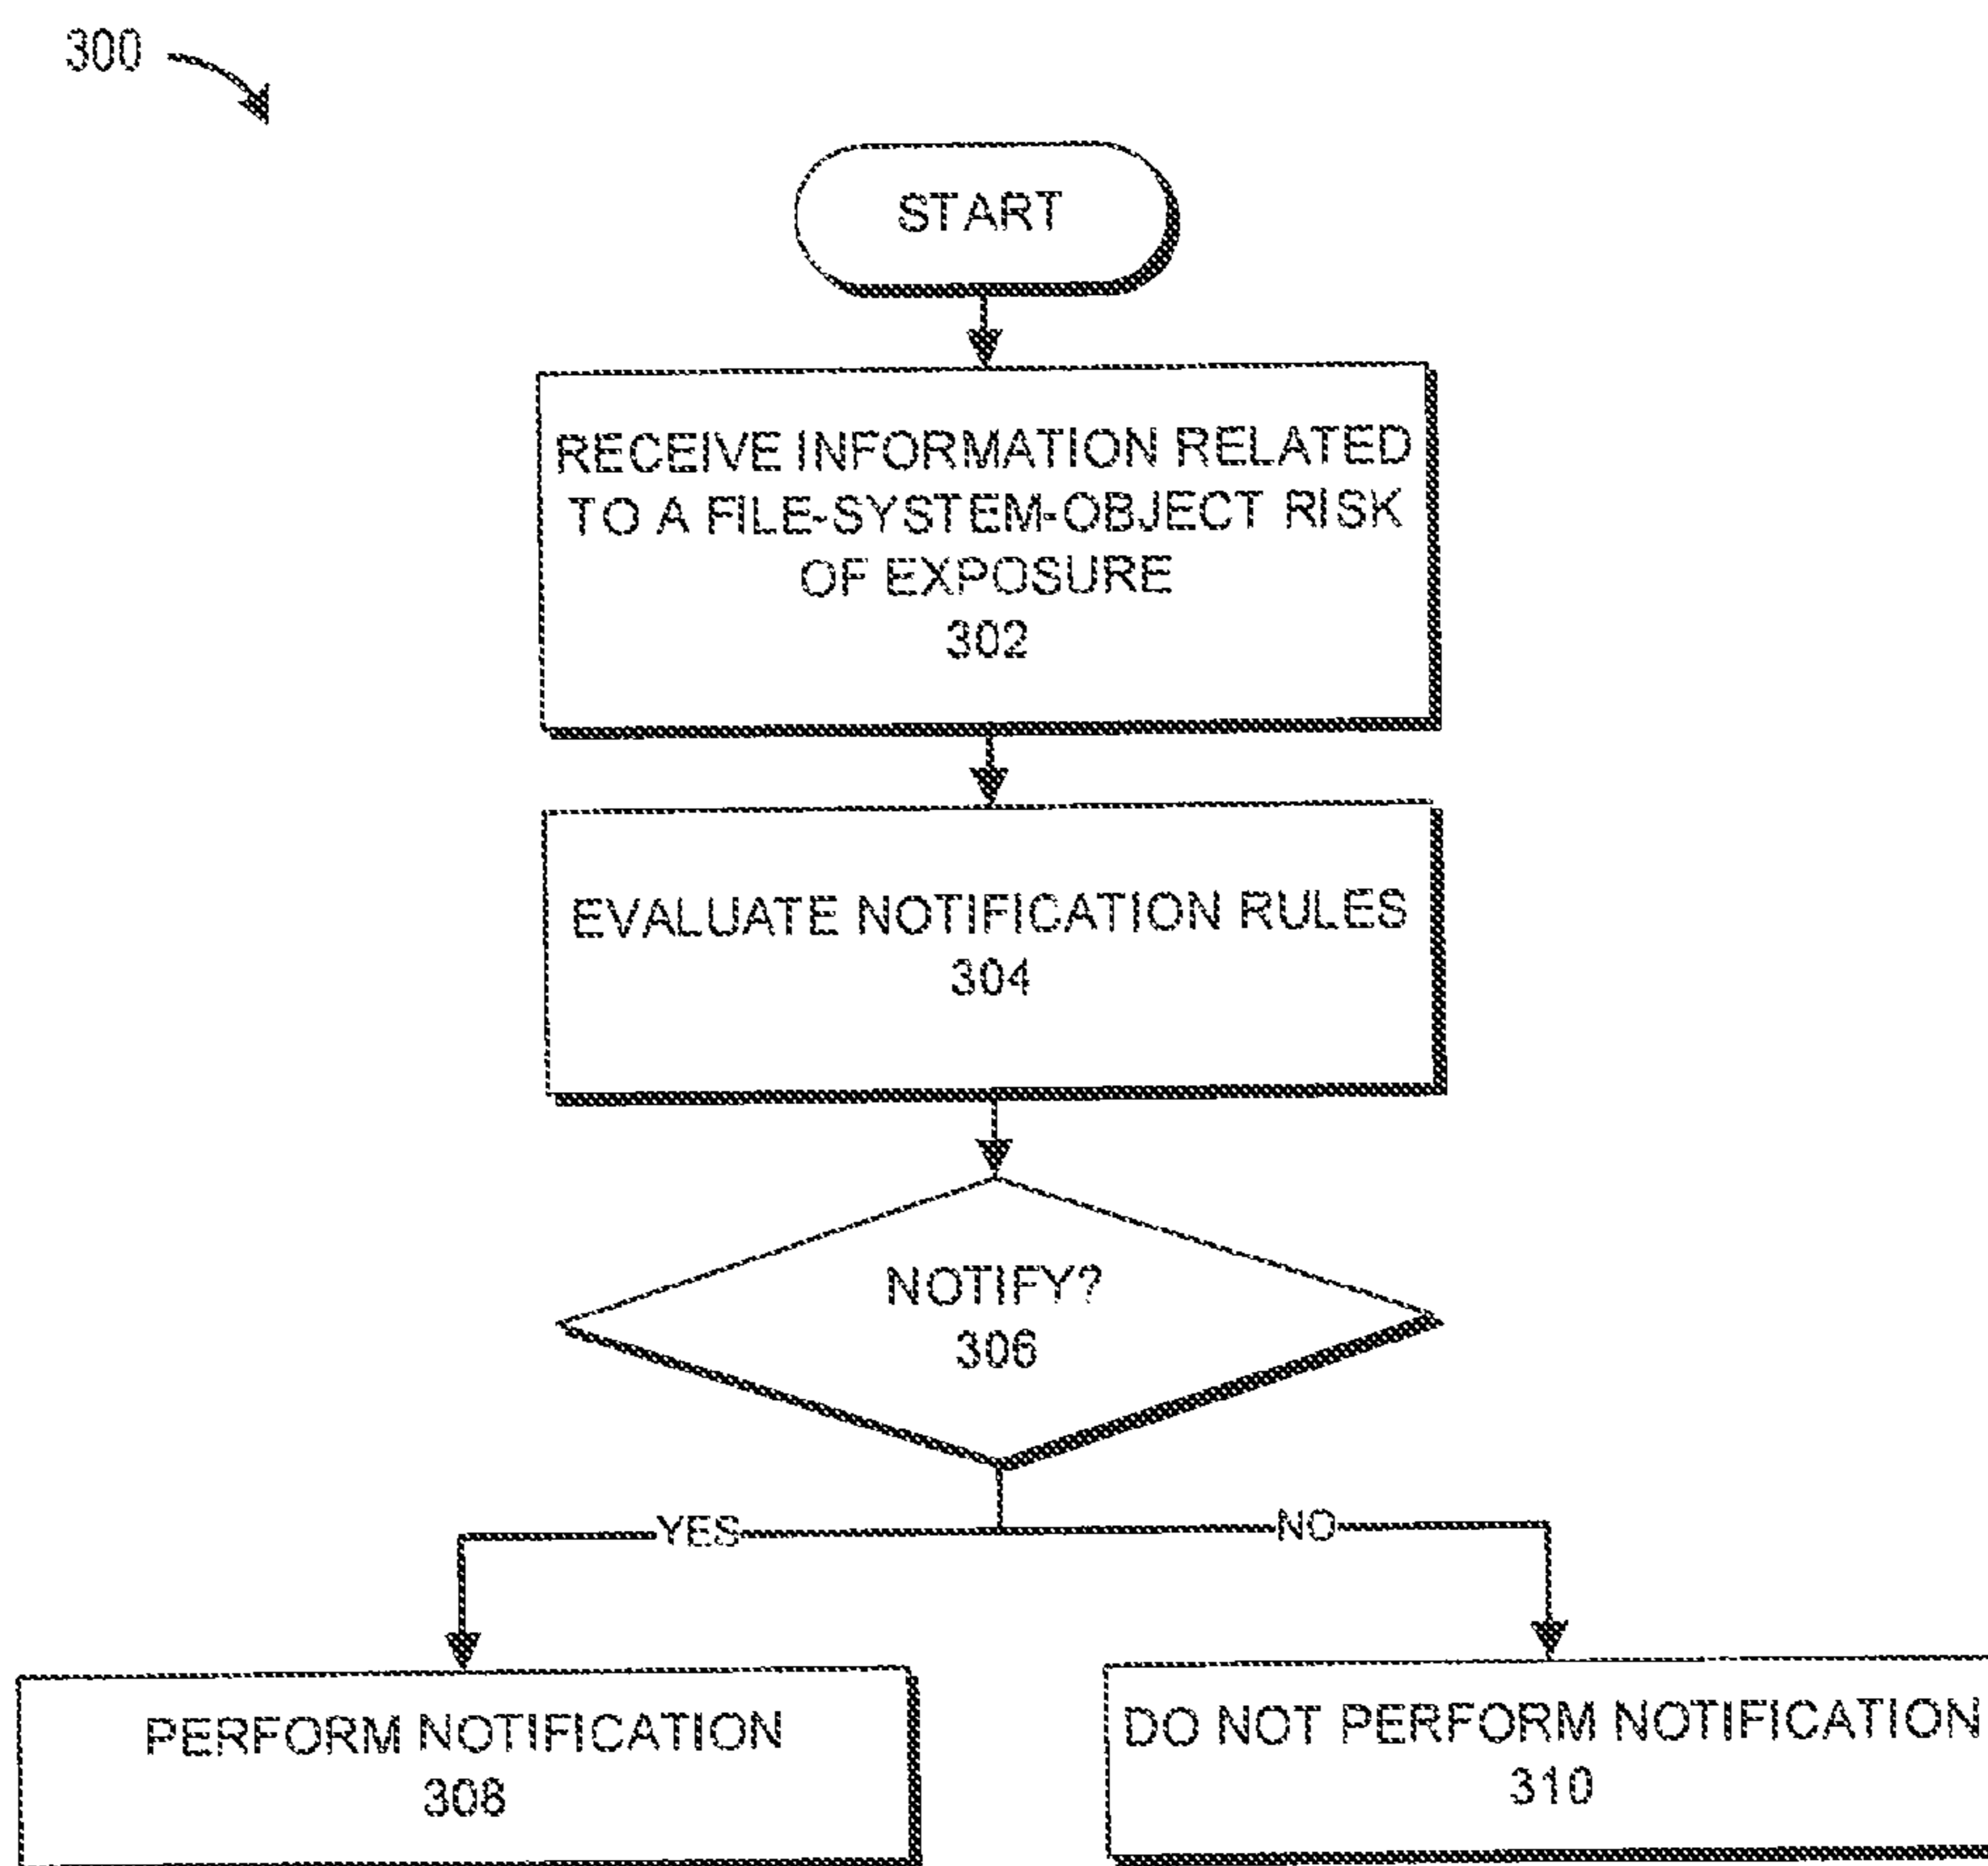 300
START
RECEIVE INFORMATION RELATED
TO A FILE-SYSTEM-OBJECT RISK
OF EXPOSURE
302
EVALUATE NOTIFICATION RULES
304
NOTIFY?
306
YES
NO
PERFORM NOTIFICATION
308
DO NOT PERFORM NOTIFICATION
310